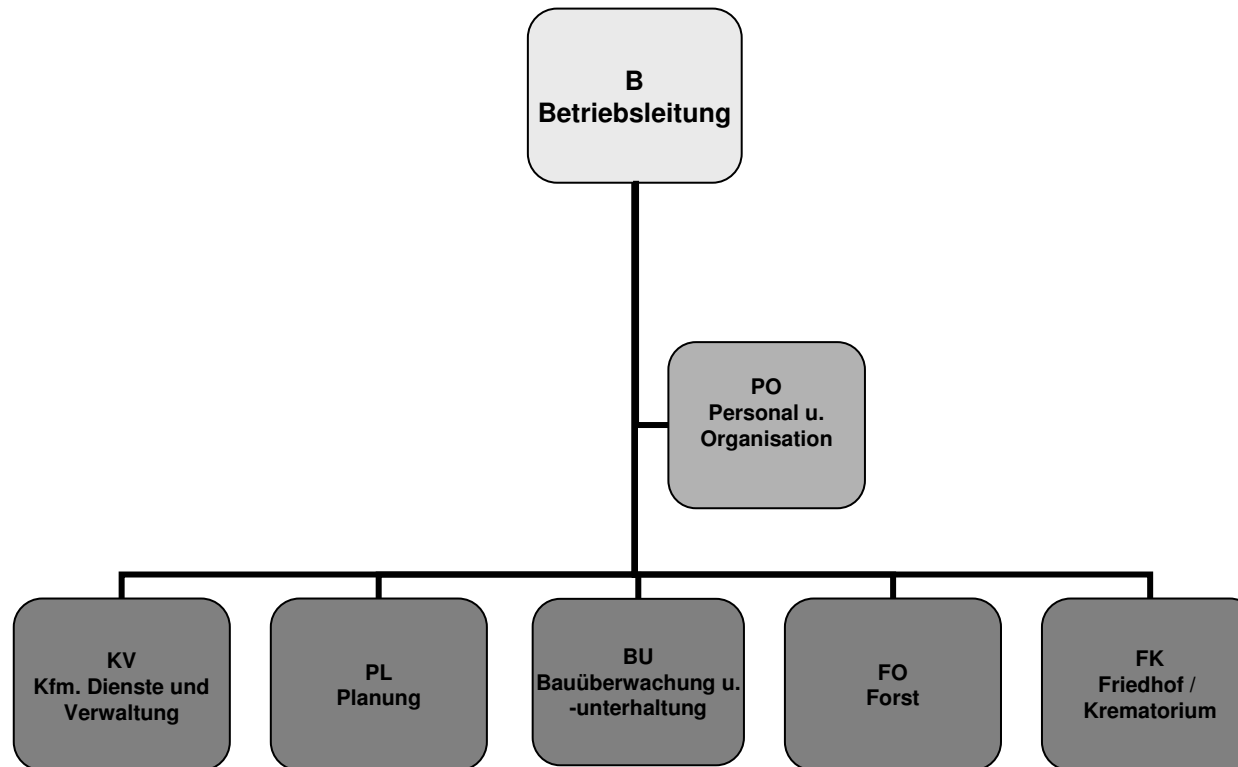 B
Betriebsleitung
PO
Personal u.
Organisation
KV
Kfm. Dienste und
Verwaltung
PL
Planung
BU
Bauüberwachung u.
-unterhaltung
FO
Forst
FK
Friedhof /
Krematorium